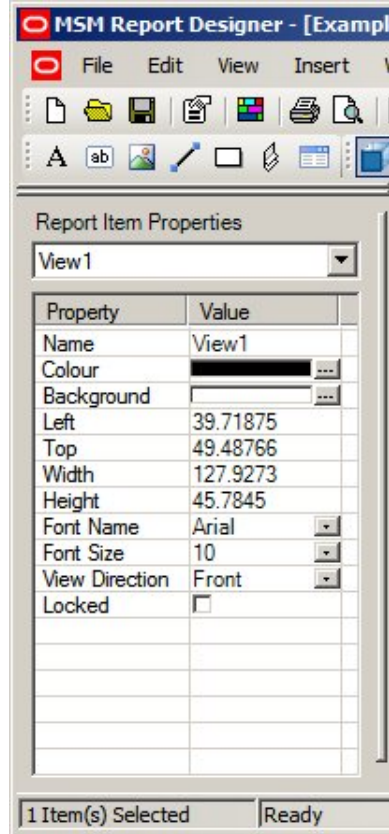 MSM Report Designer - [Exampl
File Edit View Insert
A ab
Report Item Properties
View1
Property Value
Name View1
Colour ...
Background ...
Left 39.71875
Top 49.48766
Width 127.9273
Height 45.7845
Font Name Arial
Font Size 10
View Direction Front
Locked
1 Item(s) Selected Ready